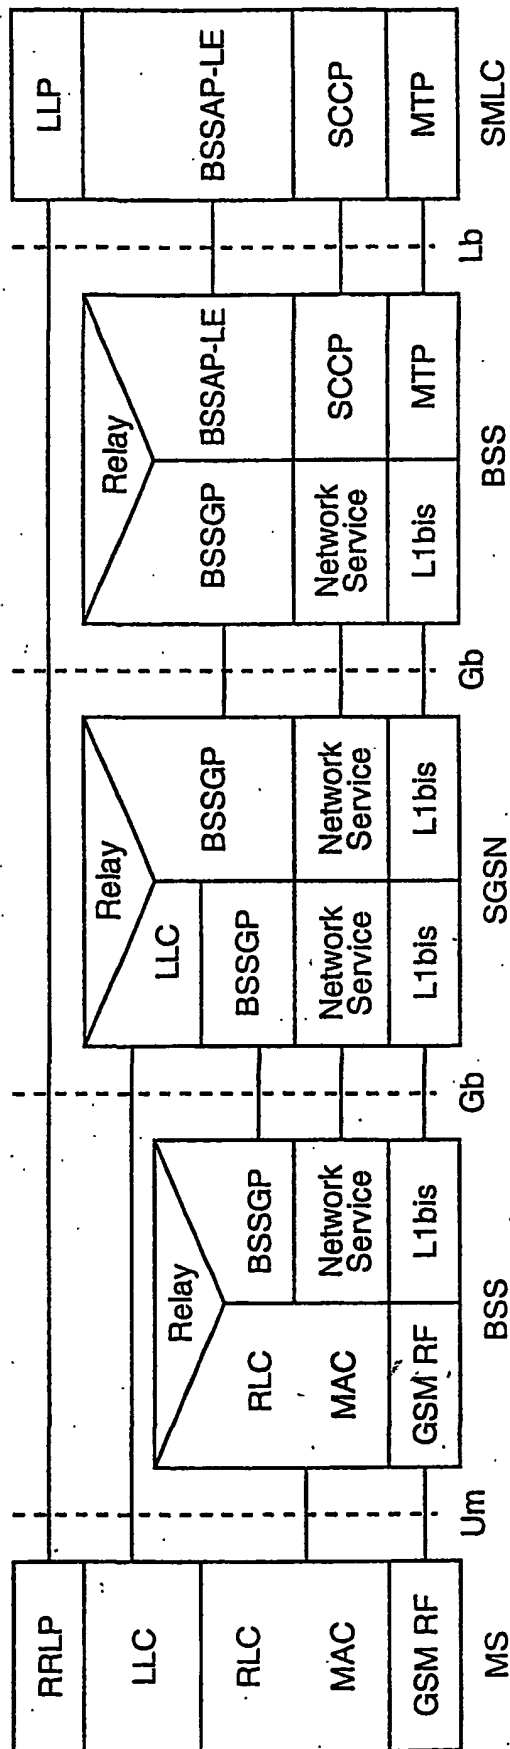 RRLP
LLC
RLC
MAC
GSM RF
MS
Um
Relay
RLC
MAC
GSM RF
BSSGP
Network
Service
L1bis
BSS
Gb
Relay
LLC
BSSGP
Network
Service
L1bis
BSSGP
Network
Service
L1bis
SGSN
Gb
Relay
BSSGP
Network
Service
L1bis
BSSAP-LE
SCCP
MTP
BSS
Lb
LLP
BSSAP-LE
SCCP
MTP
SMLC